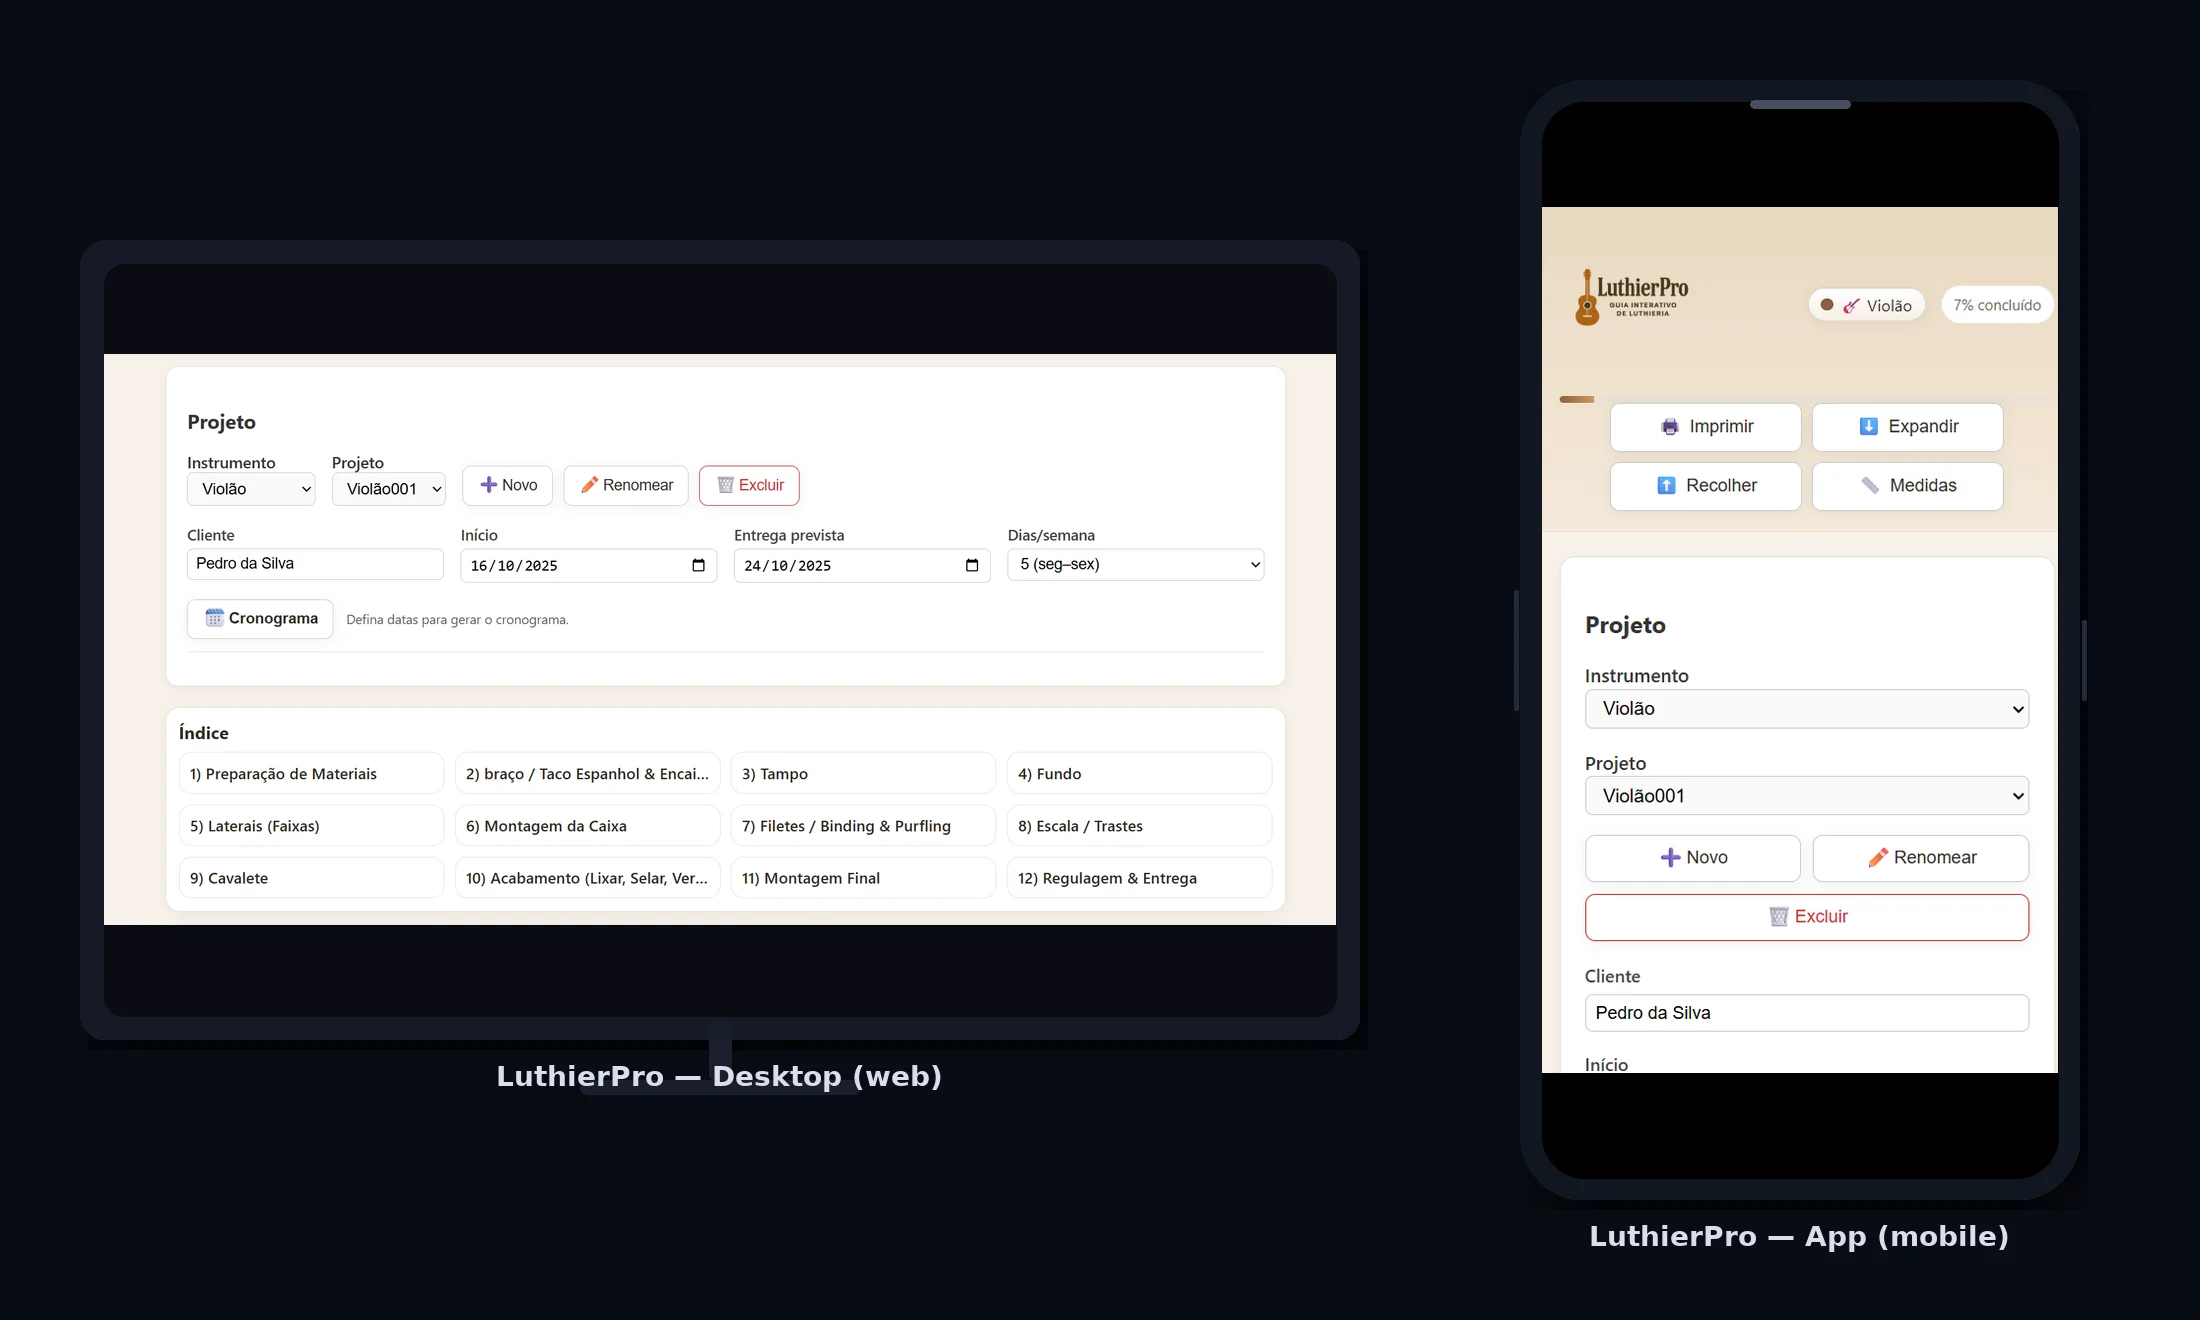 Projeto
Instrumento Projeto
Violão Violão001 Novo Renomear Excluir
Cliente Início Entrega prevista Dias/semana
Pedro da Silva 16/10/2025 24/10/2025 5 (seg–sex)
Cronograma Defina datas para gerar o cronograma.
Índice
1) Preparação de Materiais 2) braço / Taco Espanhol & Encai... 3) Tampo 4) Fundo
5) Laterais (Faixas) 6) Montagem da Caixa 7) Filetes / Binding & Purfling 8) Escala / Trastes
9) Cavalete 10) Acabamento (Lixar, Selar, Ver... 11) Montagem Final 12) Regulagem & Entrega
LuthierPro — Desktop (web)
LuthierPro
GUIA INTERATIVO
DE LUTHIERIA
Violão 7% concluído
Imprimir Expandir
Recolher Medidas
Projeto
Instrumento
Violão
Projeto
Violão001
Novo Renomear
Excluir
Cliente
Pedro da Silva
Início
LuthierPro — App (mobile)